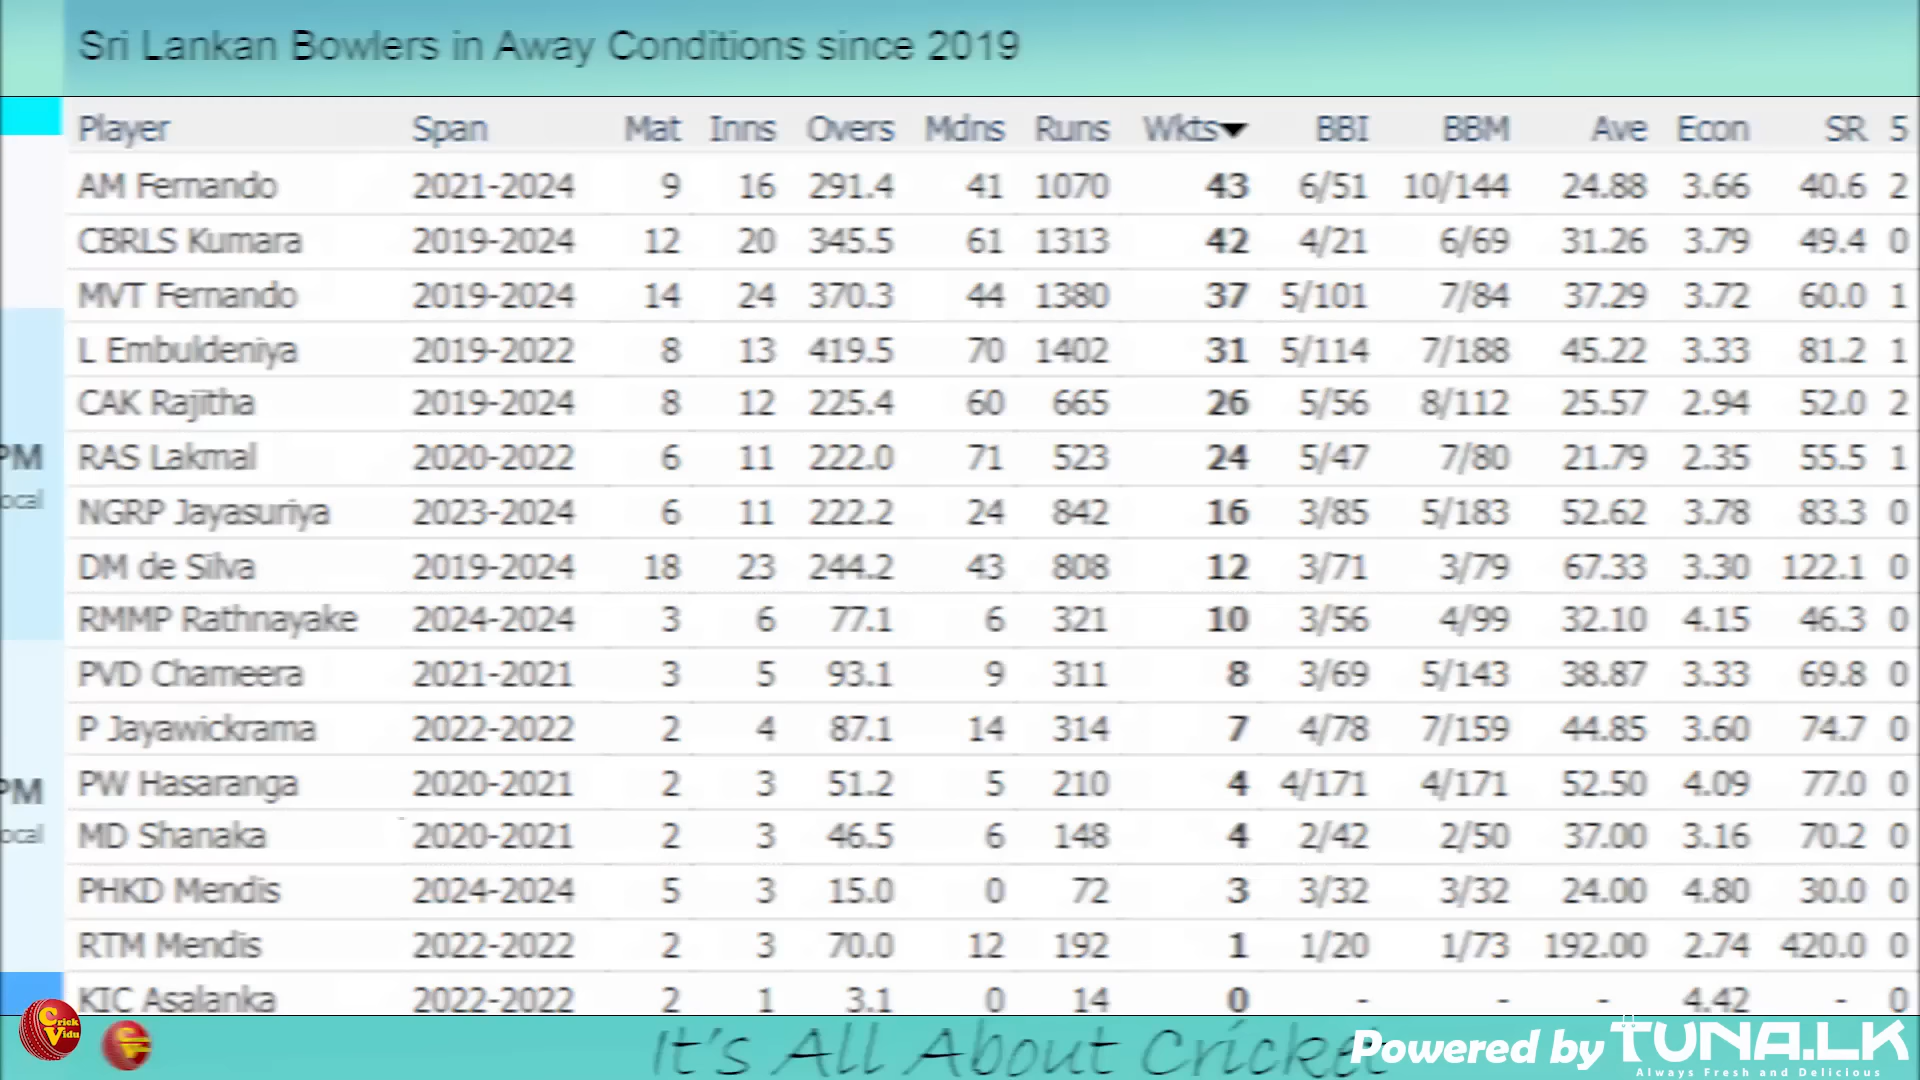 Sri Lankan Bowlers in Away Conditions since 2019
Player Span Mat Inns Overs Mdns Runs Wkts▼ BBI BBM Ave Econ SR 5
AM Fernando 2021-2024 9 16 291.4 41 1070 43 6/51 10/144 24.88 3.66 40.6 2
CBRLS Kumara 2019-2024 12 20 345.5 61 1313 42 4/21 6/69 31.26 3.79 49.4 0
MVT Fernando 2019-2024 14 24 370.3 44 1380 37 5/101 7/84 37.29 3.72 60.0 1
L Embuldeniya 2019-2022 8 13 419.5 70 1402 31 5/114 7/188 45.22 3.33 81.2 1
CAK Rajitha 2019-2024 8 12 225.4 60 665 26 5/56 8/112 25.57 2.94 52.0 2
PM RAS Lakmal 2020-2022 6 11 222.0 71 523 24 5/47 7/80 21.79 2.35 55.5 1
ocal NGRP Jayasuriya 2023-2024 6 11 222.2 24 842 16 3/85 5/183 52.62 3.78 83.3 0
DM de Silva 2019-2024 18 23 244.2 43 808 12 3/71 3/79 67.33 3.30 122.1 0
RMMP Rathnayake 2024-2024 3 6 77.1 6 321 10 3/56 4/99 32.10 4.15 46.3 0
PVD Chameera 2021-2021 3 5 93.1 9 311 8 3/69 5/143 38.87 3.33 69.8 0
P Jayawickrama 2022-2022 2 4 87.1 14 314 7 4/78 7/159 44.85 3.60 74.7 0
PM PW Hasaranga 2020-2021 2 3 51.2 5 210 4 4/171 4/171 52.50 4.09 77.0 0
ocal MD Shanaka 2020-2021 2 3 46.5 6 148 4 2/42 2/50 37.00 3.16 70.2 0
PHKD Mendis 2024-2024 5 3 15.0 0 72 3 3/32 3/32 24.00 4.80 30.0 0
RTM Mendis 2022-2022 2 3 70.0 12 192 1 1/20 1/73 192.00 2.74 420.0 0
KIC Asalanka 2022-2022 2 1 3.1 0 14 0 - - - 4.42 - 0
Crick
Vidu
It's All About Cricket
Powered by TUNA.LK
Always Fresh and Delicious